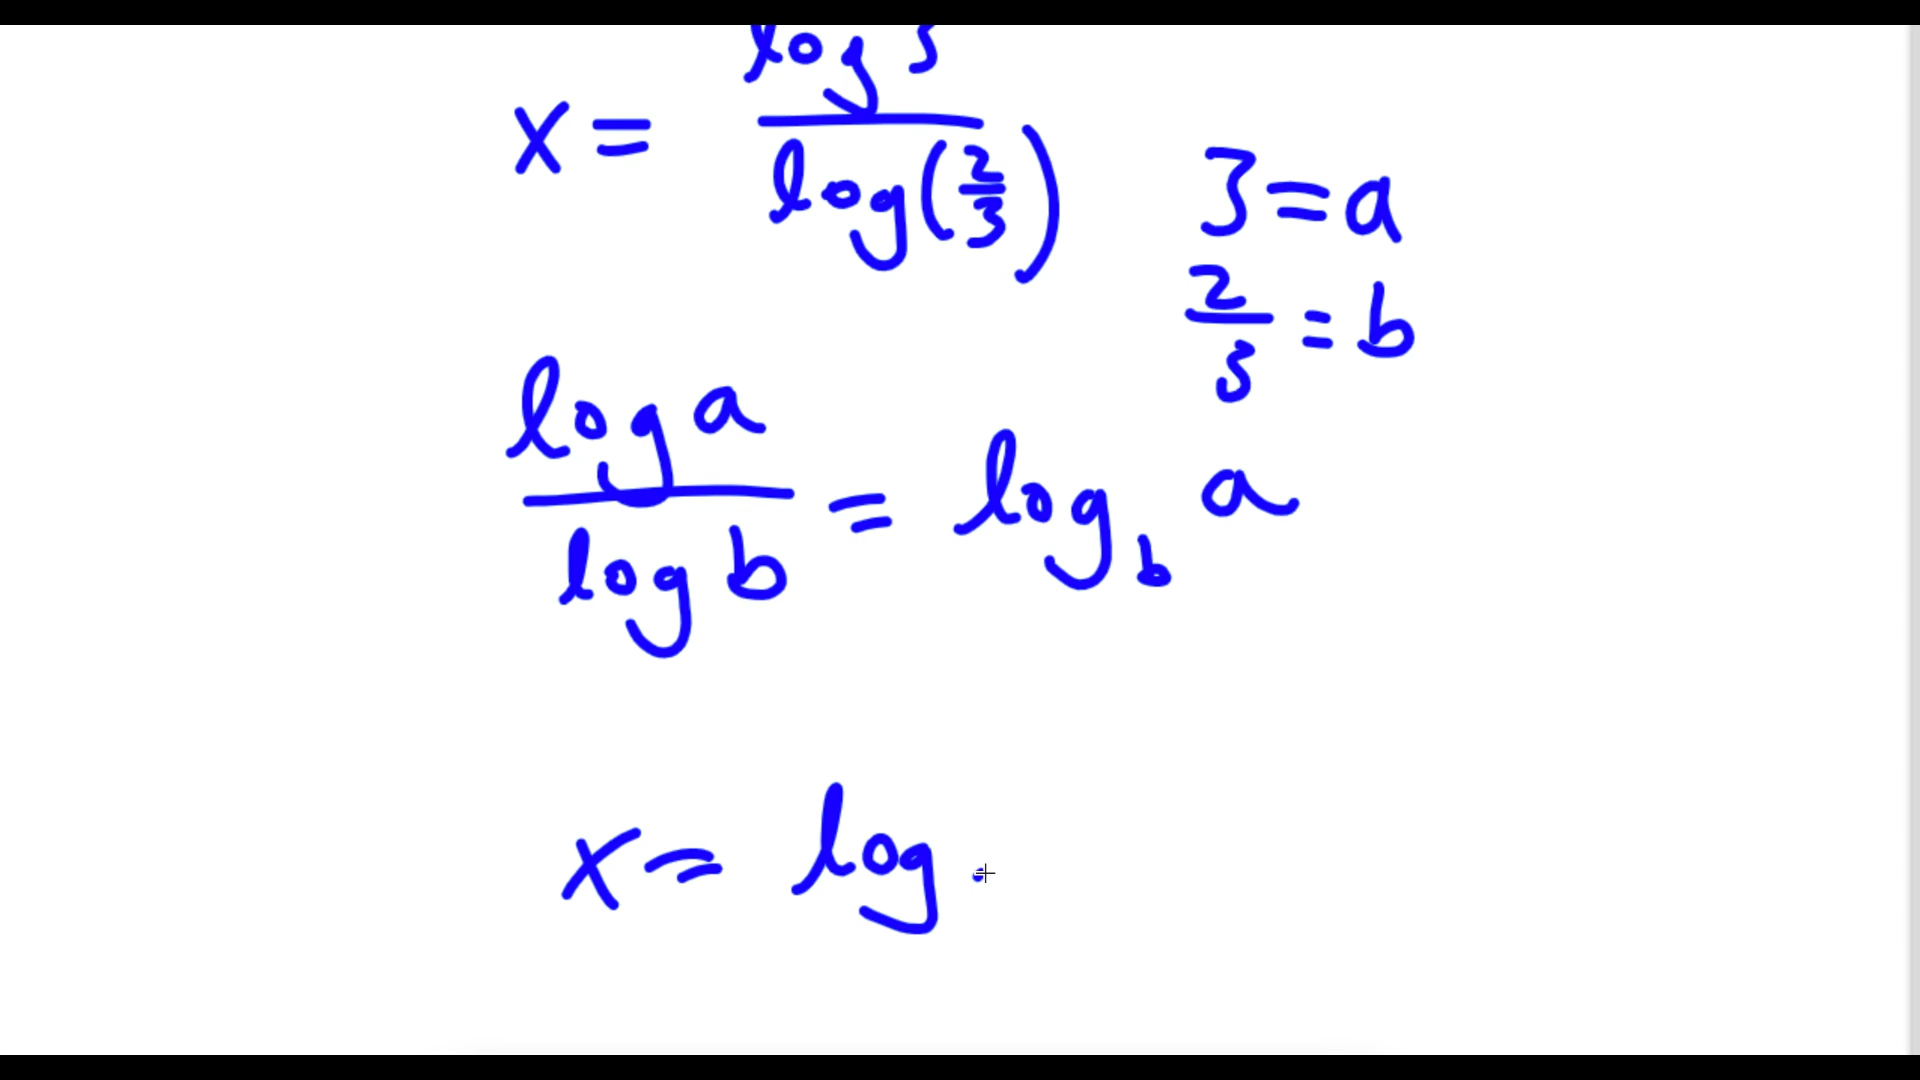 x = log 3 / log(2/3)
3 = a
2/3 = b
log a / log b = log_b a
x = log